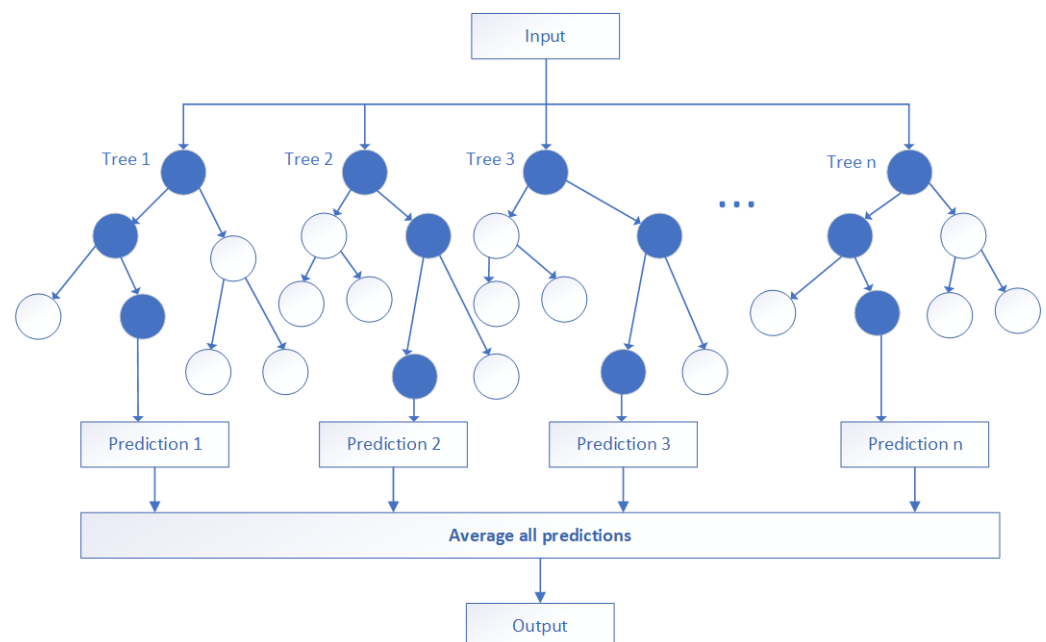 Input
Tree 1
Tree 2
Tree 3
Tree n
...
Prediction 1
Prediction 2
Prediction 3
Prediction n
Average all predictions
Output